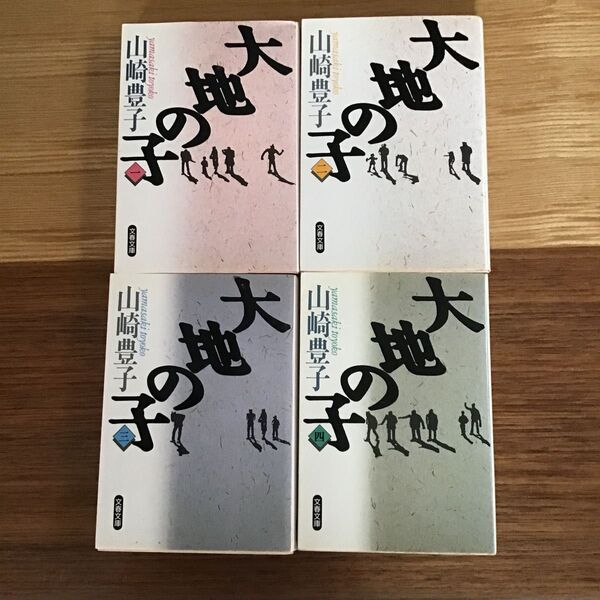 大地の子
yamasaki toyoko
山崎豊子
一
文春文庫
大地の子
yamasaki toyoko
山崎豊子
二
文春文庫
大地の子
yamasaki toyoko
山崎豊子
三
文春文庫
大地の子
yamasaki toyoko
山崎豊子
四
文春文庫